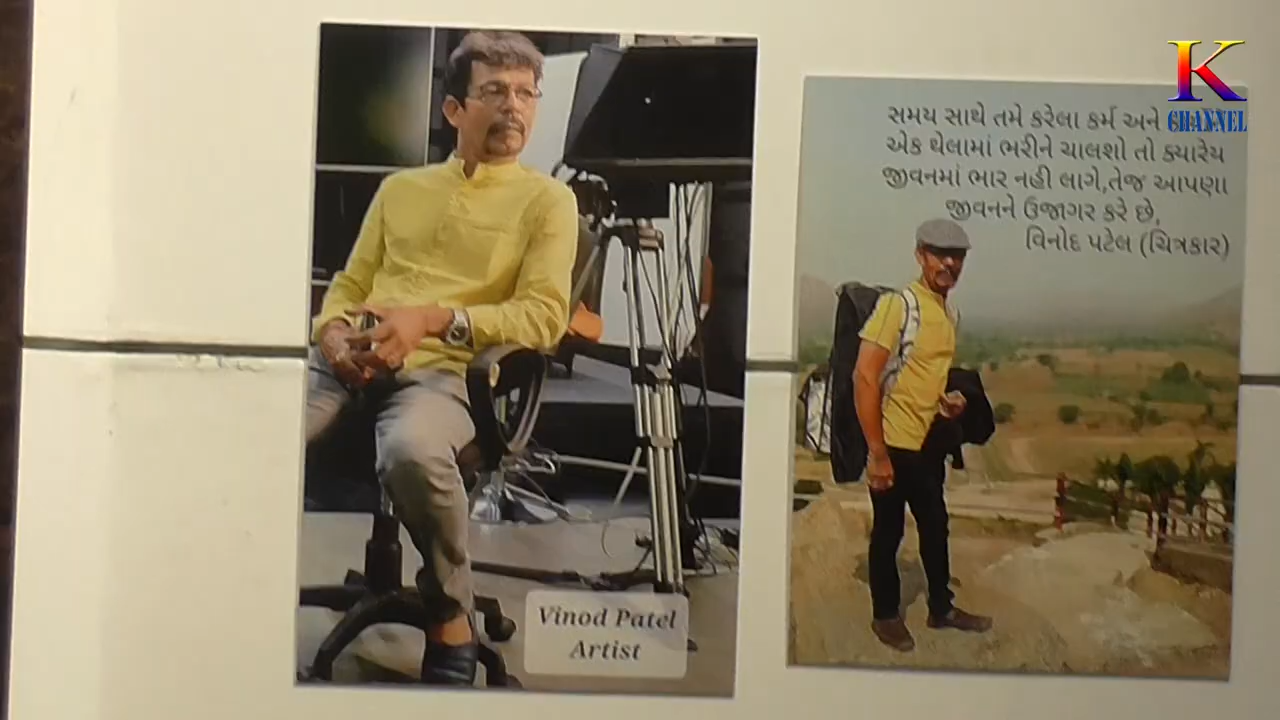 Vinod Patel
Artist
સમય સાથે તમે કરેલા કર્મ અને
એક થેલામાં ભરીને ચાલશો તો ક્યારેય
જીવનમાં ભાર નહી લાગે,તેજ આપણા
જીવનને ઉજાગર કરે છે,
વિનોદ પટેલ (ચિત્રકાર)
K
CHANNEL